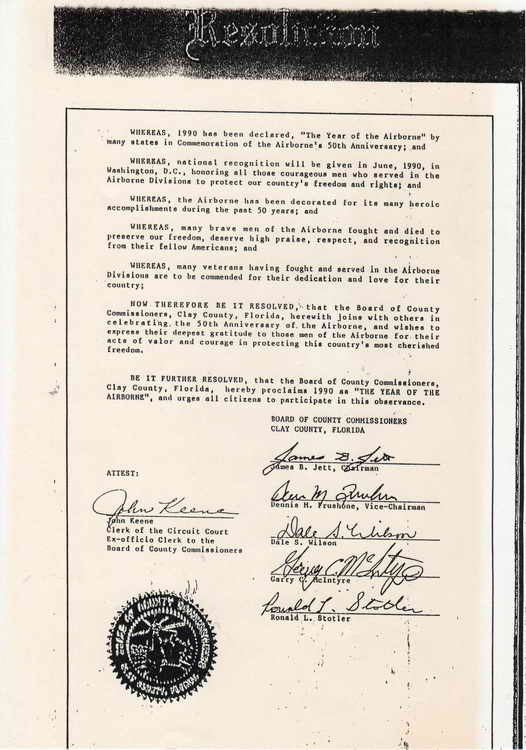 Resolution
WHEREAS, 1990 has been declared, "The Year of the Airborne" by
many states in Commemoration of the Airborne's 50th Anniversary; and
WHEREAS, national recognition will be given in June, 1990, in
Washington, D.C., honoring all those courageous men who served in the
Airborne Divisions to protect our country's freedom and rights; and
WHEREAS, the Airborne has been decorated for its many heroic
accomplishments during the past 50 years; and
WHEREAS, many brave men of the Airborne fought and died to
preserve our freedom, deserve high praise, respect, and recognition
from their fellow Americans; and
WHEREAS, many veterans having fought and served in the Airborne
Divisions are to be commended for their dedication and love for their
country;
NOW THEREFORE BE IT RESOLVED, that the Board of County
Commissioners, Clay County, Florida, herewith joins with others in
celebrating the 50th Anniversary of the Airborne, and wishes to
express their deepest gratitude to those men of the Airborne for their
acts of valor and courage in protecting this country's most cherished
freedom.
BE IT FURTHER RESOLVED, that the Board of County Commissioners,
Clay County, Florida, hereby proclaims 1990 as "THE YEAR OF THE
AIRBORNE", and urges all citizens to participate in this observance.
BOARD OF COUNTY COMMISSIONERS
CLAY COUNTY, FLORIDA
James B. Jett
James B. Jett, Chairman
ATTEST:
John Keene
John Keene
Clerk of the Circuit Court
Ex-officio Clerk to the
Board of County Commissioners
Dennis M. Frushone, Vice-Chairman
Dale S. Wilson
Dale S. Wilson
Garry C. McIntyre
Garry C. McIntyre
Ronald L. Stotler
Ronald L. Stotler
BOARD OF COUNTY COMMISSIONERS
CLAY COUNTY, FLORIDA